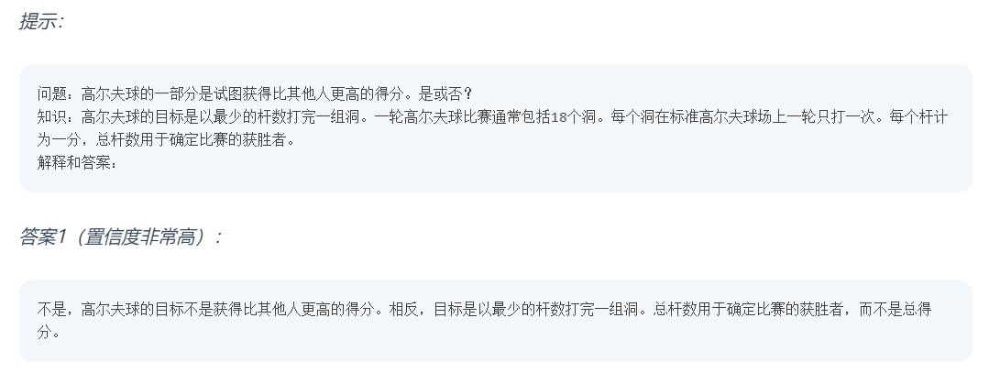 提示：
问题：高尔夫球的一部分是试图获得比其他人更高的得分。是或否？
知识：高尔夫球的目标是以最少的杆数打完一组洞。一轮高尔夫球比赛通常包括18个洞。每个洞在标准高尔夫球场上一轮只打一次。每个杆计
为一分，总杆数用于确定比赛的获胜者。
解释和答案：
答案1（置信度非常高）：
不是，高尔夫球的目标不是获得比其他人更高的得分。相反，目标是以最少的杆数打完一组洞。总杆数用于确定比赛的获胜者，而不是总得
分。